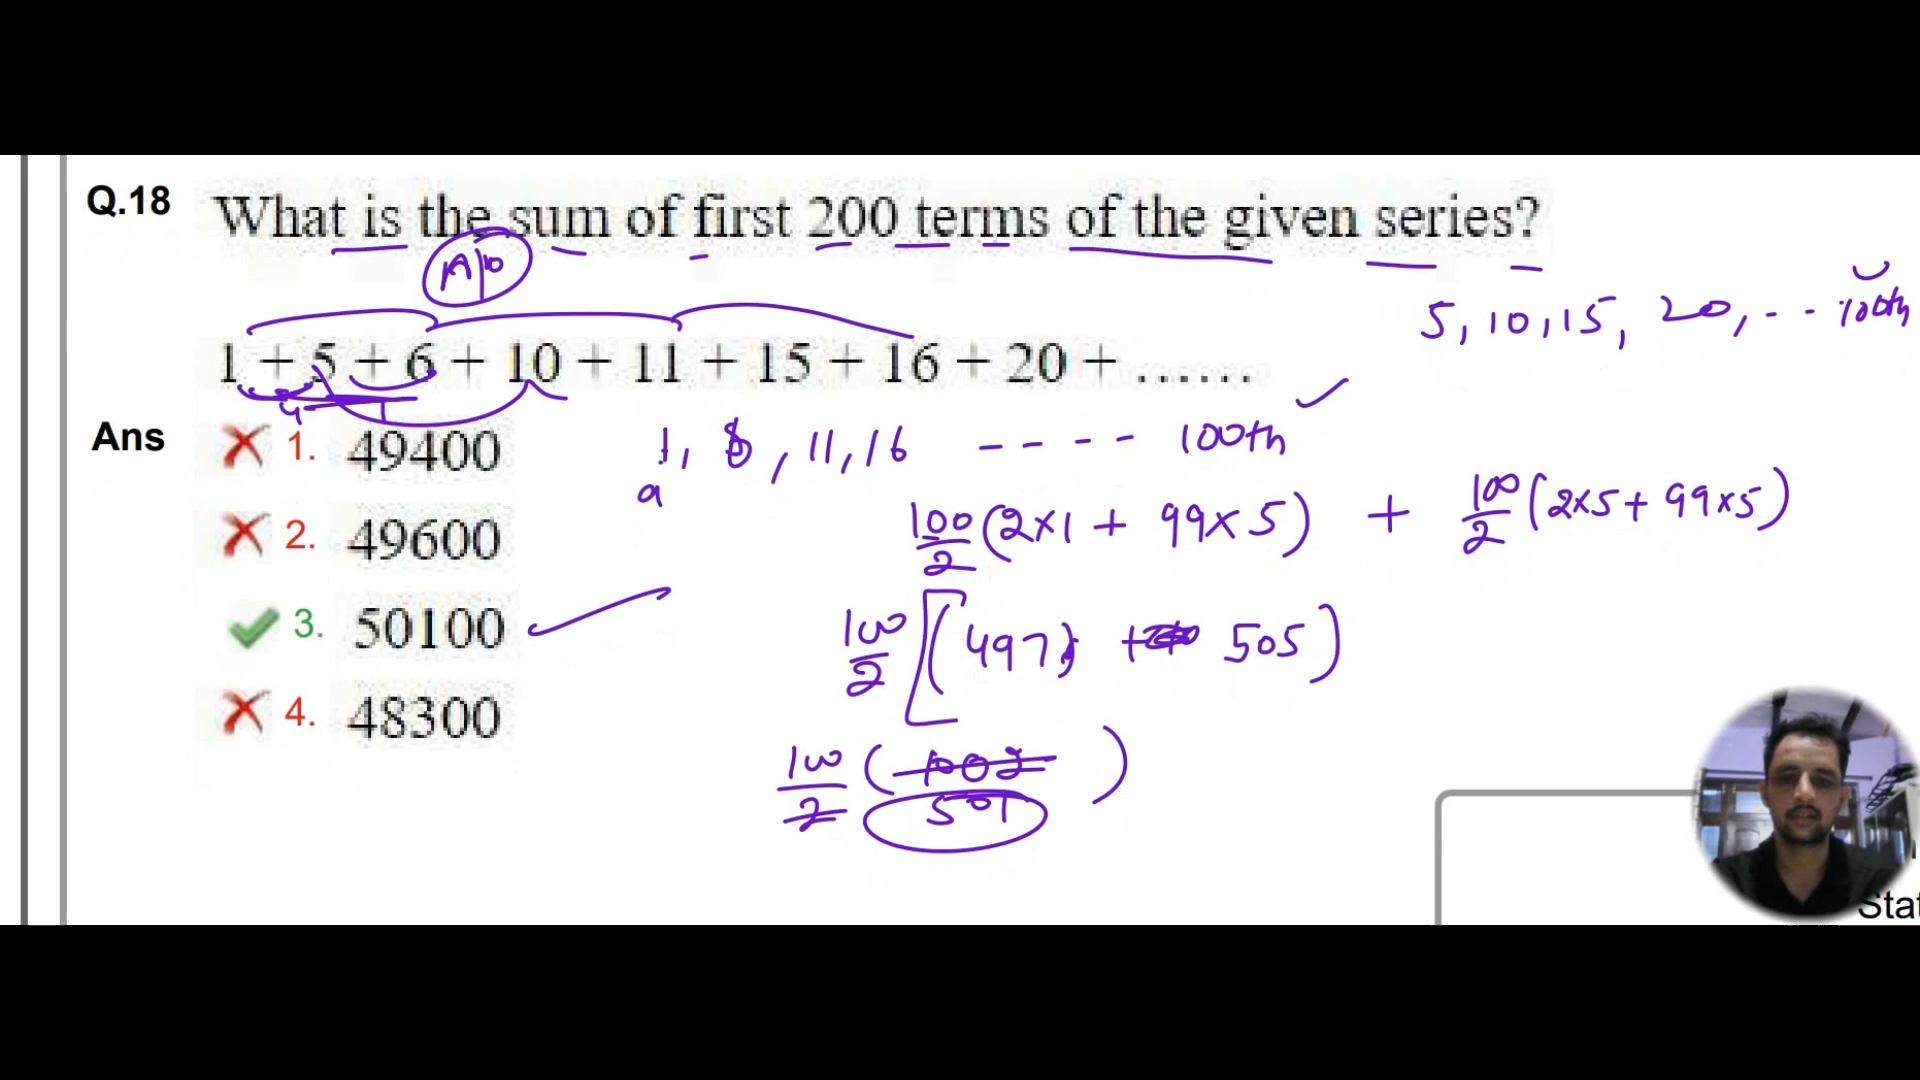 Q.18 What is the sum of first 200 terms of the given series?
A|10
5, 10, 15, 20, - - 100th
1 + 5 + 6 + 10 + 11 + 15 + 16 + 20 + ......
4
Ans
1. 49400
1, 6, 11, 16 - - - - 100th
a
100/2 (2×1 + 99×5) + 100/2 (2×5 + 99×5)
2. 49600
3. 50100
100/2 [(497) + 505)
4. 48300
100/2 (1002)
501
Stat